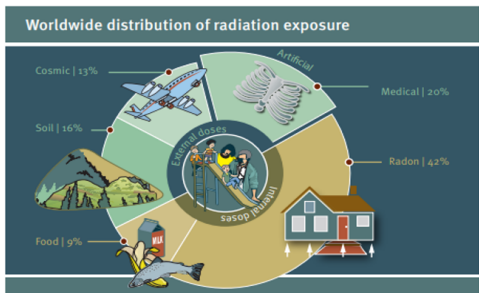 Worldwide distribution of radiation exposure
Cosmic | 13%
Artificial
Medical | 20%
Soil | 16%
External doses
Radon | 42%
Internal doses
Food | 9%
MILK